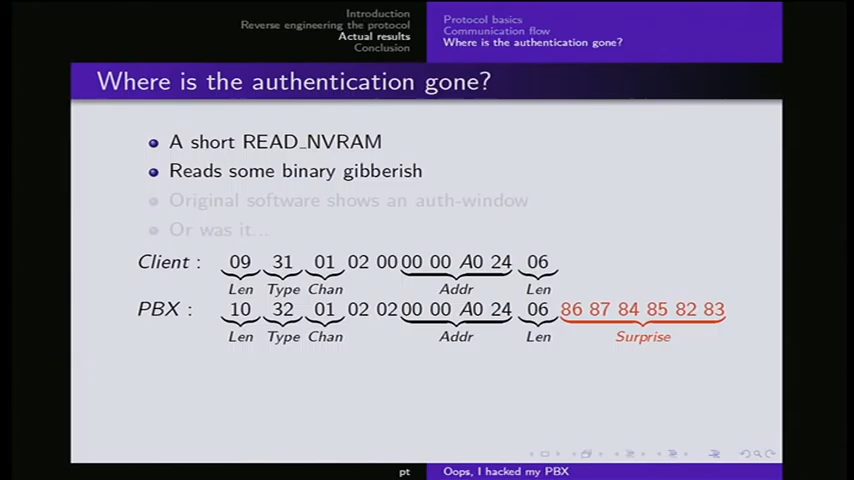 Introduction
Reverse engineering the protocol
Actual results
Conclusion
Protocol basics
Communication flow
Where is the authentication gone?
Where is the authentication gone?
A short READ_NVRAM
Reads some binary gibberish
Original software shows an auth-window
Or was it...
Client : 09 31 01 02 00 00 00 A0 24 06
Len Type Chan Addr Len
PBX : 10 32 01 02 02 00 00 A0 24 06 86 87 84 85 82 83
Len Type Chan Addr Len Surprise
pt
Oops, I hacked my PBX